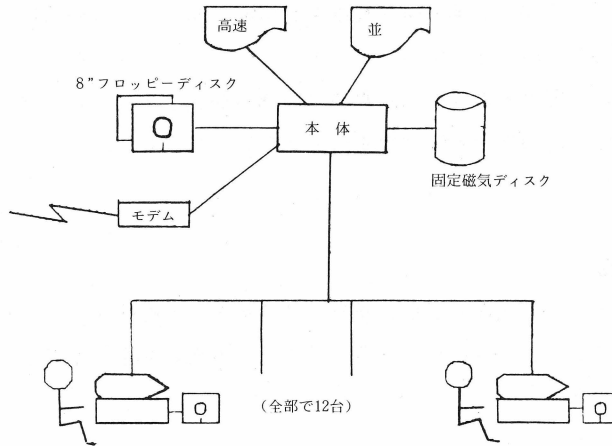 高速
並
8”フロッピーディスク
本体
固定磁気ディスク
モデム
(全部で12台)